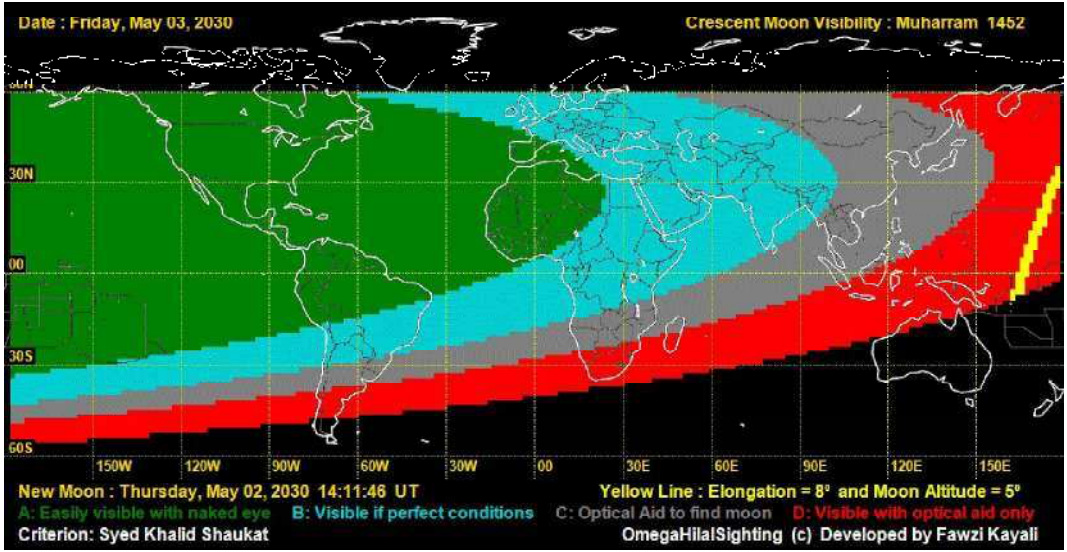 Date : Friday, May 03, 2030 Crescent Moon Visibility : Muharram 1452
60N
30N
00
30S
60S
150W 120W 90W 60W 30W 00 30E 60E 90E 120E 150E
New Moon : Thursday, May 02, 2030 14:11:46 UT Yellow Line : Elongation = 8º and Moon Altitude = 5º
A: Easily visible with naked eye B: Visible if perfect conditions C: Optical Aid to find moon D: Visible with optical aid only
Criterion: Syed Khalid Shaukat OmegaHilalSighting (c) Developed by Fawzi Kayali